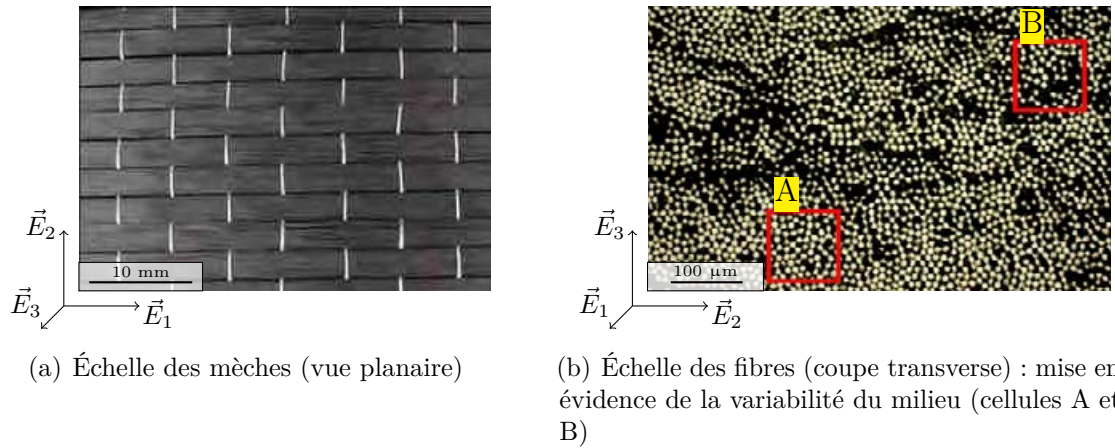 B
A
E⃗2
10 mm
E⃗3
E⃗1
E⃗3
100 µm
E⃗1
E⃗2
(a) Échelle des mèches (vue planaire)
(b) Échelle des fibres (coupe transverse) : mise en
évidence de la variabilité du milieu (cellules A et
B)